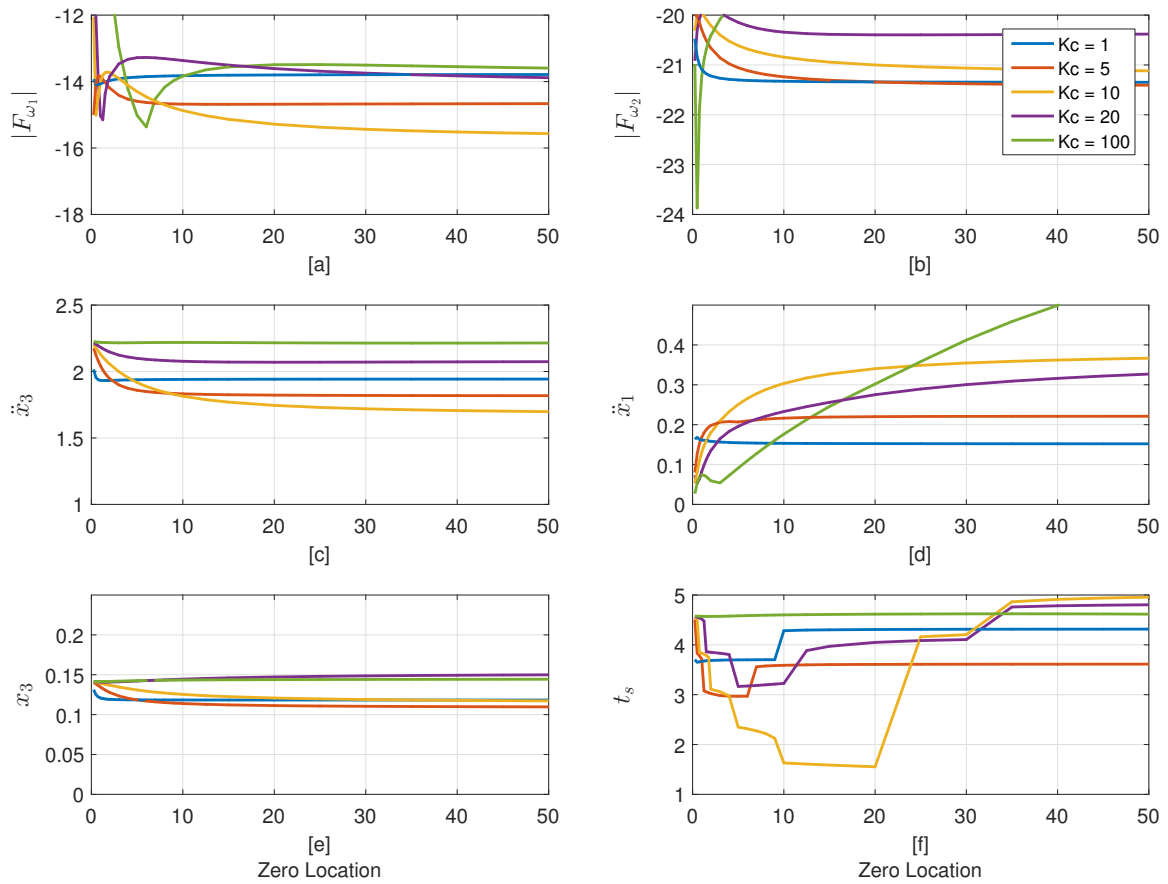 -12
-14
-16
-18
|F_{ω_1}|
0 10 20 30 40 50
[a]
-20
-21
-22
-23
-24
|F_{ω_2}|
Kc = 1
Kc = 5
Kc = 10
Kc = 20
Kc = 100
0 10 20 30 40 50
[b]
2.5
2
1.5
1
ẍ_3
0 10 20 30 40 50
[c]
0.4
0.3
0.2
0.1
0
ẍ_1
0 10 20 30 40 50
[d]
0.2
0.15
0.1
0.05
0
x_3
0 10 20 30 40 50
[e]
Zero Location
5
4
3
2
1
t_s
0 10 20 30 40 50
[f]
Zero Location